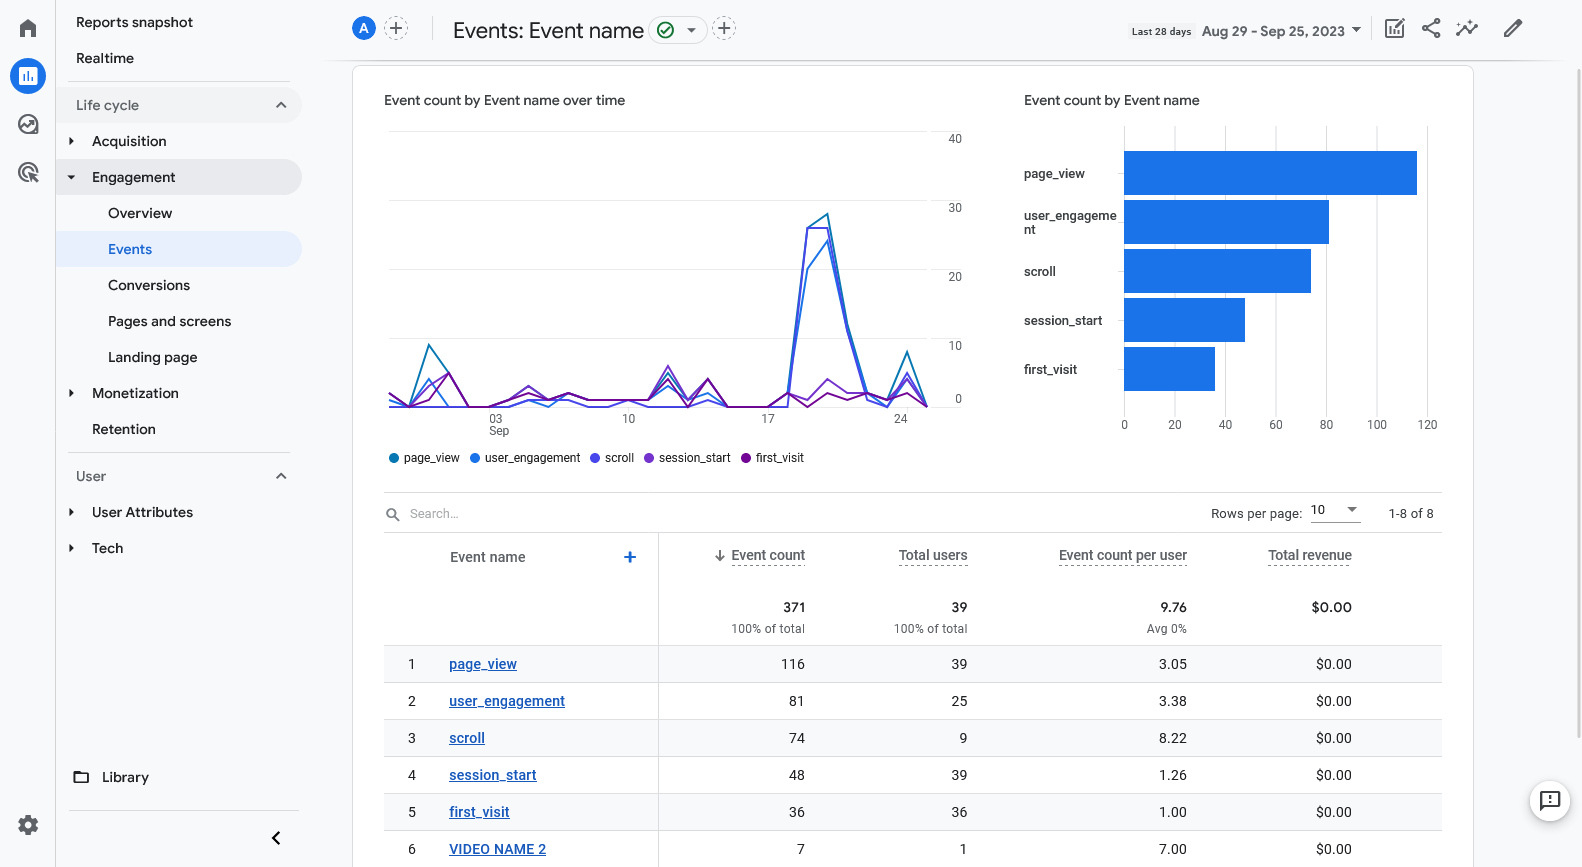 Reports snapshot
Realtime
Life cycle
Acquisition
Engagement
Overview
Events
Conversions
Pages and screens
Landing page
Monetization
Retention
User
User Attributes
Tech
Library
A
Events: Event name
Last 28 days Aug 29 - Sep 25, 2023
Event count by Event name over time
40
30
20
10
0
03
Sep
10
17
24
page_view user_engagement scroll session_start first_visit
Event count by Event name
page_view
user_engageme
nt
scroll
session_start
first_visit
0 20 40 60 80 100 120
Search...
Rows per page: 10 1-8 of 8
Event name + Event count Total users Event count per user Total revenue
371 39 9.76 $0.00
100% of total 100% of total Avg 0%
1 page_view 116 39 3.05 $0.00
2 user_engagement 81 25 3.38 $0.00
3 scroll 74 9 8.22 $0.00
4 session_start 48 39 1.26 $0.00
5 first_visit 36 36 1.00 $0.00
6 VIDEO NAME 2 7 1 7.00 $0.00